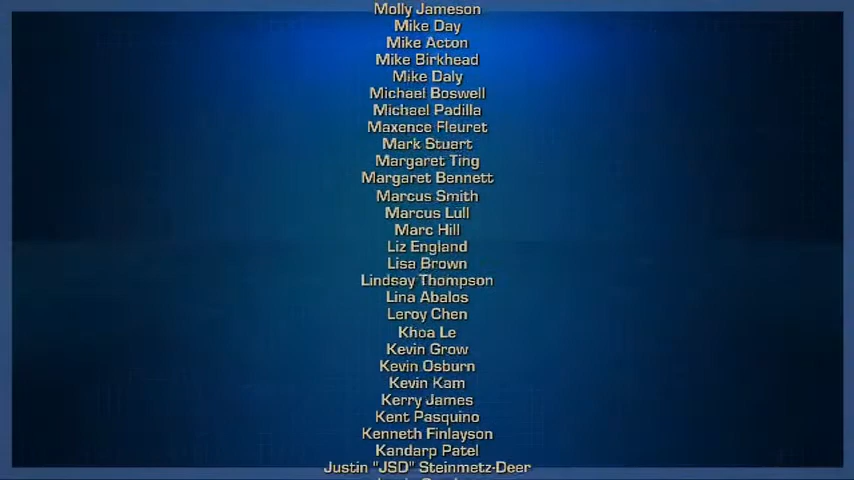 Molly Jameson
Mike Day
Mike Acton
Mike Birkhead
Mike Daly
Michael Boswell
Michael Padilla
Maxence Fleuret
Mark Stuart
Margaret Ting
Margaret Bennett
Marcus Smith
Marcus Lull
Marc Hill
Liz England
Lisa Brown
Lindsay Thompson
Lina Abalos
Leroy Chen
Khoa Le
Kevin Grow
Kevin Osburn
Kevin Kam
Kerry James
Kent Pasquino
Kenneth Finlayson
Kandarp Patel
Justin "JSD" Steinmetz-Deer